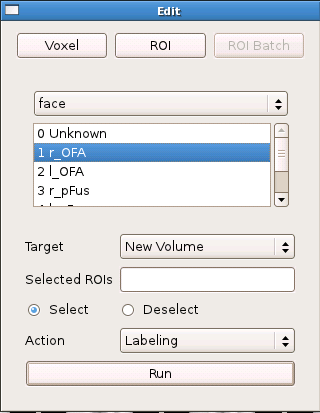 Edit
Voxel ROI ROI Batch
face
0 Unknown
1 r_OFA
2 l_OFA
3 r_pFus
Target New Volume
Selected ROIs
Select Deselect
Action Labeling
Run